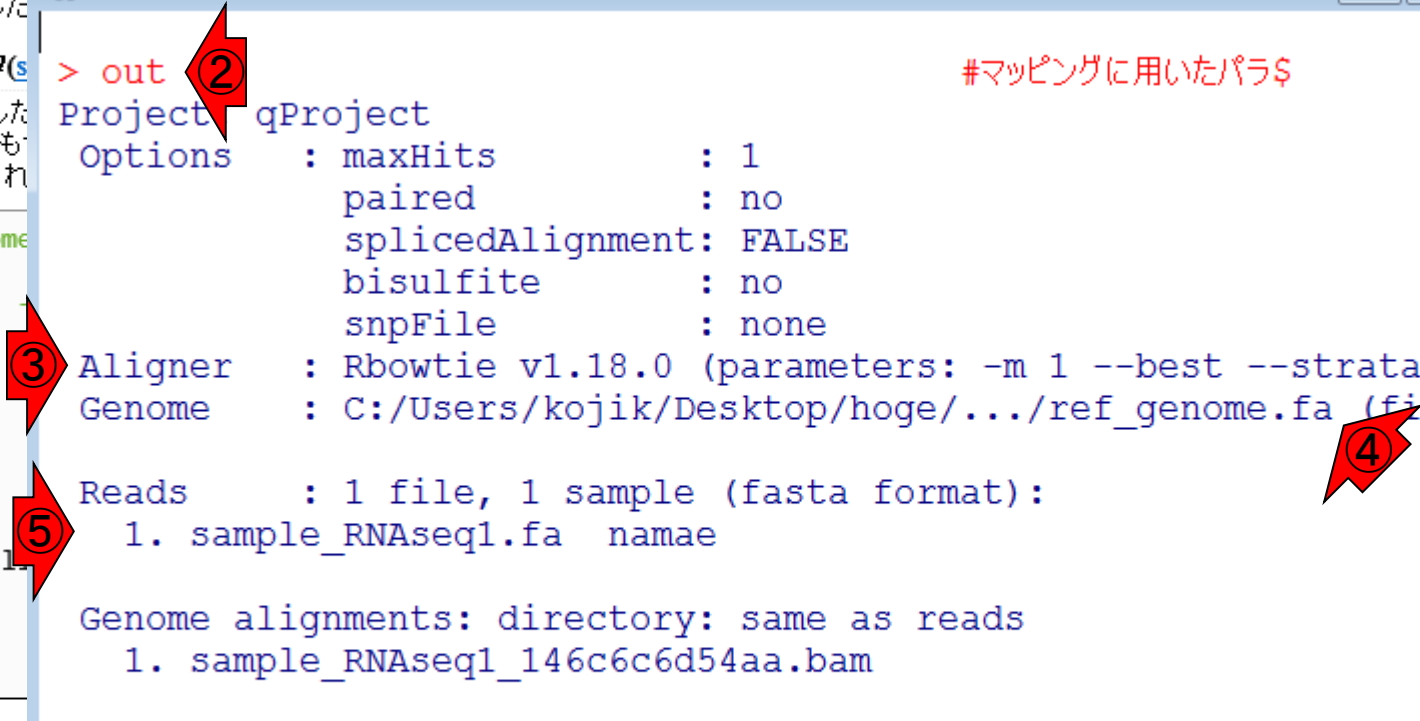 > out ② #マッピングに用いたパラ$
Project: qProject
Options : maxHits : 1
paired : no
splicedAlignment: FALSE
bisulfite : no
snpFile : none
③ Aligner : Rbowtie v1.18.0 (parameters: -m 1 --best --strata
Genome : C:/Users/kojik/Desktop/hoge/.../ref_genome.fa (fi
④
Reads : 1 file, 1 sample (fasta format):
⑤ 1. sample_RNAseq1.fa namae
Genome alignments: directory: same as reads
1. sample_RNAseq1_146c6c6d54aa.bam